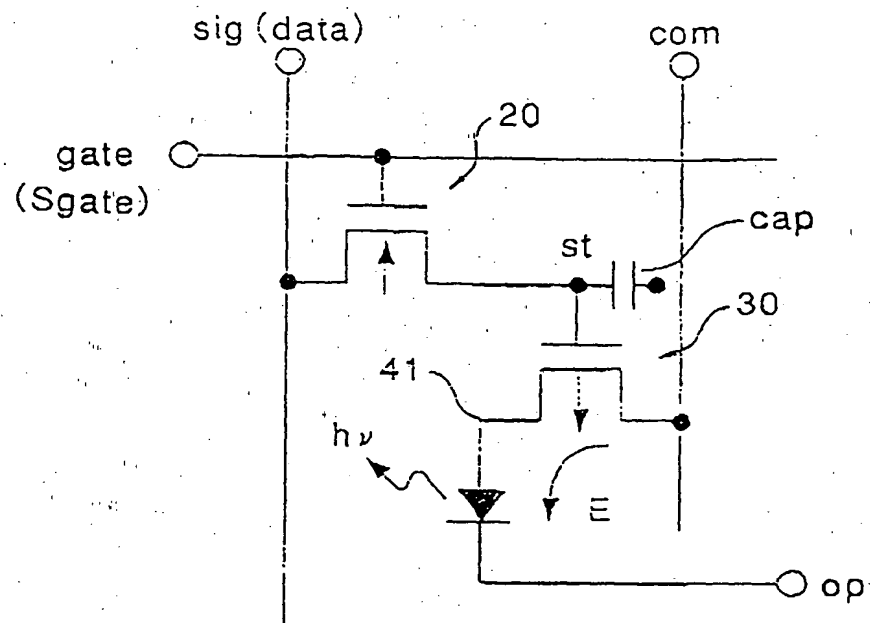 sig (data)
com
20
gate
(Sgate)
cap
st
30
41
hν
E
op